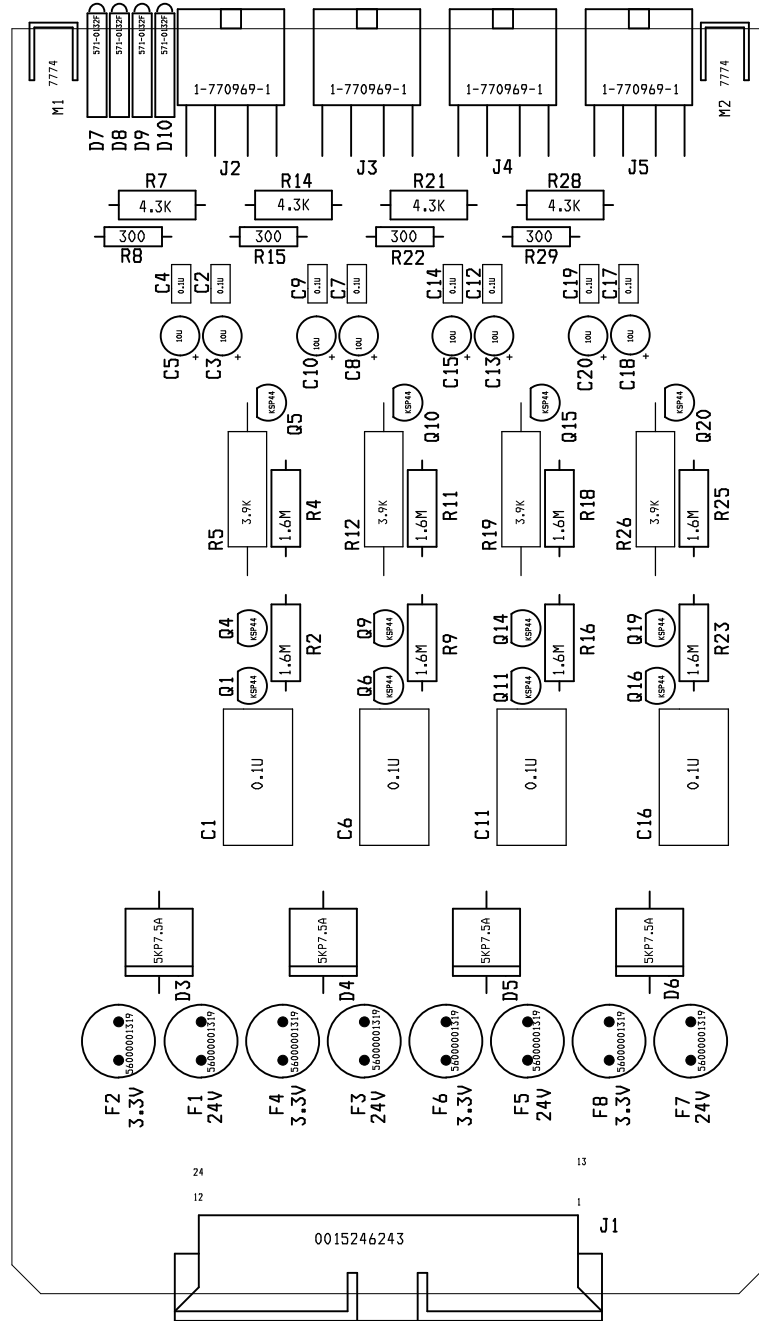 M1 7774
571-0132F 571-0132F 571-0132F 571-0132F
D7 D8 D9 D10
1-770969-1 1-770969-1 1-770969-1 1-770969-1
M2 7774
J2 J3 J4 J5
R7 R14 R21 R28
4.3K 4.3K 4.3K 4.3K
300 300 300 300
R8 R15 R22 R29
C4 0.1U C2 0.1U C9 0.1U C7 0.1U C14 0.1U C12 0.1U C19 0.1U C17 0.1U
10U 10U 10U 10U 10U 10U 10U 10U
C5 + C3 + C10 + C8 + C15 + C13 + C20 + C18 +
KSP44 KSP44 KSP44 KSP44
Q5 Q10 Q15 Q20
R5 3.9K 1.6M R4 R12 3.9K 1.6M R11 R19 3.9K 1.6M R18 R26 3.9K 1.6M R25
Q4 KSP44 Q9 KSP44 Q14 KSP44 Q19 KSP44
1.6M R2 1.6M R9 1.6M R16 1.6M R23
Q1 KSP44 Q6 KSP44 Q11 KSP44 Q16 KSP44
C1 0.1U C6 0.1U C11 0.1U C16 0.1U
5KP7.5A 5KP7.5A 5KP7.5A 5KP7.5A
D3 D4 D5 D6
56000001319 56000001319 56000001319 56000001319 56000001319 56000001319 56000001319 56000001319
F2 F1 F4 F3 F6 F5 F8 F7
3.3V 24V 3.3V 24V 3.3V 24V 3.3V 24V
24 13
12 1
J1
0015246243